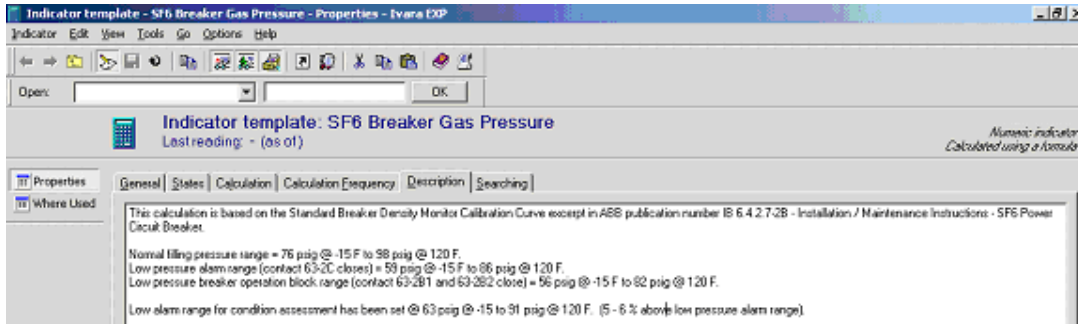 Indicator template - SF6 Breaker Gas Pressure - Properties - Ivara EXP
Indicator Edit View Tools Go Options Help
Open: OK
Indicator template: SF6 Breaker Gas Pressure
Last reading: - (as of)
Numeric indicator
Calculated using a formula
Properties
Where Used
General States Calculation Calculation Frequency Description Searching
This calculation is based on the Standard Breaker Density Monitor Calibration Curve excerpt in ABB publication number IB 6.4.2.7-2B - Installation / Maintenance Instructions - SF6 Power
Circuit Breaker.
Normal filling pressure range = 76 psig @ -15 F to 98 psig @ 120 F.
Low pressure alarm range (contact 63-2C closes) = 59 psig @ -15 F to 86 psig @ 120 F.
Low pressure breaker operation block range (contact 63-2B1 and 63-2B2 close) = 56 psig @ -15 F to 82 psig @ 120 F.
Low alarm range for condition assessment has been set @ 63 psig @ -15 to 91 psig @ 120 F. (5 - 6 % above low pressure alarm range).